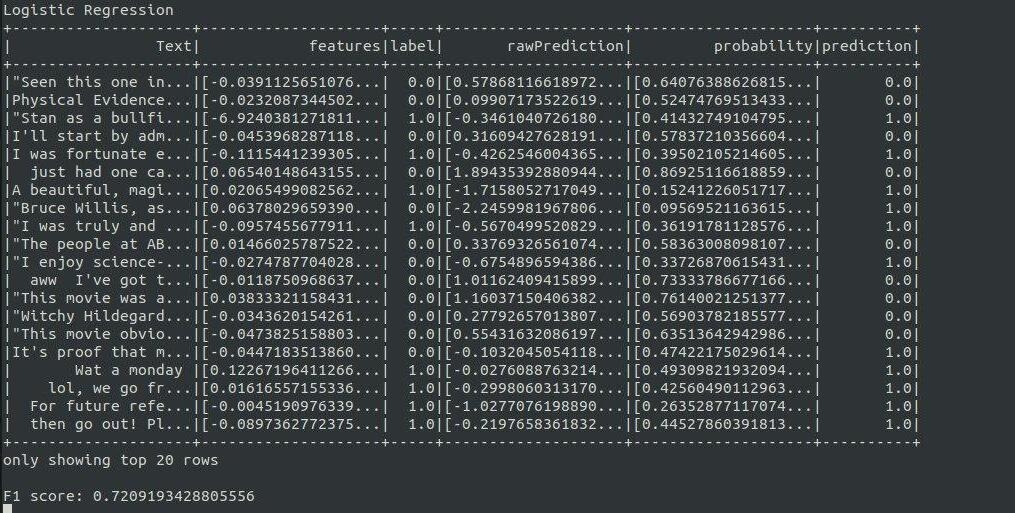 Logistic Regression
+--------------------+--------------------+-----+--------------------+--------------------+----------+
|                Text|            features|label|       rawPrediction|         probability|prediction|
+--------------------+--------------------+-----+--------------------+--------------------+----------+
|"Seen this one in...|[-0.0391125651076...|  0.0|[0.57868116618972...|[0.64076388626815...|       0.0|
|Physical Evidence...|[-0.0232087344502...|  0.0|[0.09907173522619...|[0.52474769513433...|       0.0|
|"Stan as a bullfi...|[-6.9240381271811...|  1.0|[-0.3461040726180...|[0.41432749104795...|       1.0|
|I'll start by adm...|[-0.0453968287118...|  0.0|[0.31609427628191...|[0.57837210356604...|       0.0|
|I was fortunate e...|[-0.1115441239305...|  1.0|[-0.4262546004365...|[0.39502105214605...|       1.0|
|  just had one ca...|[0.06540148643155...|  0.0|[1.89435392880944...|[0.86925116618859...|       0.0|
|A beautiful, magi...|[0.02065499082562...|  1.0|[-1.7158052717049...|[0.15241226051717...|       1.0|
|"Bruce Willis, as...|[0.06378029659390...|  0.0|[-2.2459981967806...|[0.09569521163615...|       1.0|
|"I was truly and ...|[-0.0957455677911...|  1.0|[-0.5670499520829...|[0.36191781128576...|       1.0|
|"The people at AB...|[0.01466025787522...|  0.0|[0.33769326561074...|[0.58363008098107...|       0.0|
|"I enjoy science-...|[-0.0274787704028...|  0.0|[-0.6754896594386...|[0.33726870615431...|       1.0|
|  aww  I've got t...|[-0.0118750968637...|  0.0|[1.01162409415899...|[0.73333786677166...|       0.0|
|"This movie was a...|[0.03833321158431...|  0.0|[1.16037150406382...|[0.76140021251377...|       0.0|
|"Witchy Hildegard...|[-0.0343620154261...|  0.0|[0.27792657013807...|[0.56903782185577...|       0.0|
|"This movie obvio...|[-0.0473825158803...|  0.0|[0.55431632086197...|[0.63513642942986...|       0.0|
|It's proof that m...|[-0.0447183513860...|  0.0|[-0.1032045054118...|[0.47422175029614...|       1.0|
|       Wat a monday |[0.12267196411266...|  0.0|[-0.0276088763214...|[0.49309821932094...|       1.0|
|    lol, we go fr...|[0.01616557155336...|  1.0|[-0.2998060313170...|[0.42560490112963...|       1.0|
|  For future refe...|[-0.0045190976339...|  1.0|[-1.0277076198890...|[0.26352877117074...|       1.0|
|  then go out! Pl...|[-0.0897362772375...|  1.0|[-0.2197658361832...|[0.44527860391813...|       1.0|
+--------------------+--------------------+-----+--------------------+--------------------+----------+
only showing top 20 rows
F1 score: 0.7209193428805556